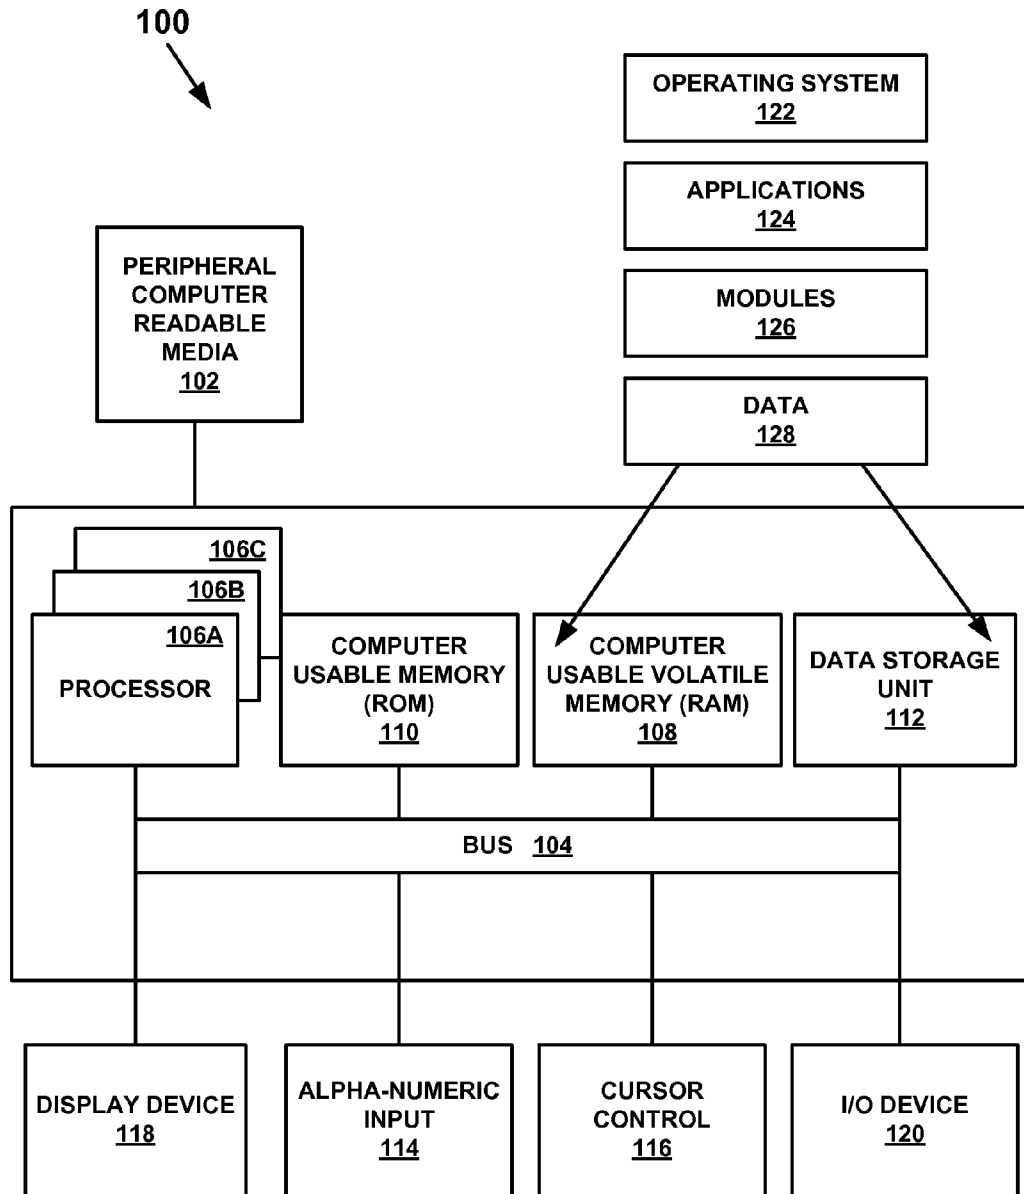 100
OPERATING SYSTEM
122
APPLICATIONS
124
MODULES
126
DATA
128
PERIPHERAL
COMPUTER
READABLE
MEDIA
102
106C
106B
106A
PROCESSOR
COMPUTER
USABLE MEMORY
(ROM)
110
COMPUTER
USABLE VOLATILE
MEMORY (RAM)
108
DATA STORAGE
UNIT
112
BUS 104
DISPLAY DEVICE
118
ALPHA-NUMERIC
INPUT
114
CURSOR
CONTROL
116
I/O DEVICE
120